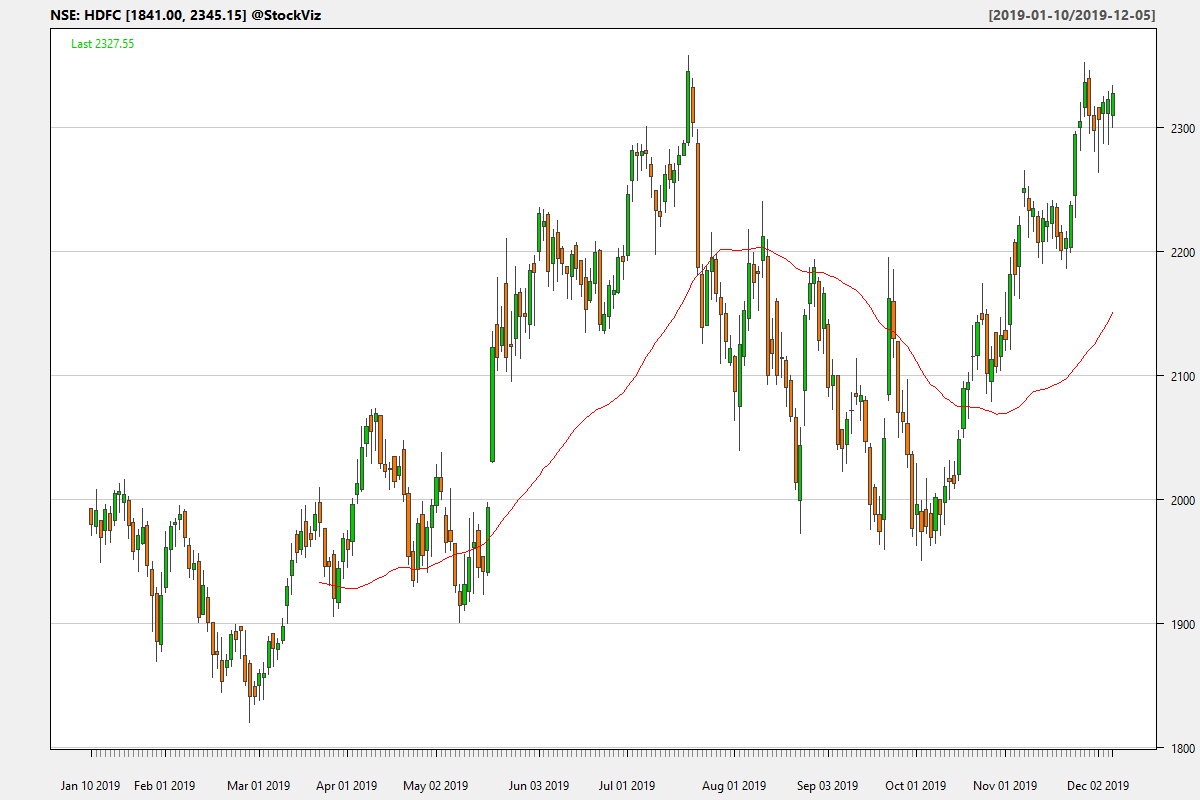 NSE: HDFC [1841.00, 2345.15] @StockViz [2019-01-10/2019-12-05]
Last 2327.55
2300
2200
2100
2000
1900
1800
Jan 10 2019 Feb 01 2019 Mar 01 2019 Apr 01 2019 May 02 2019 Jun 03 2019 Jul 01 2019 Aug 01 2019 Sep 03 2019 Oct 01 2019 Nov 01 2019 Dec 02 2019